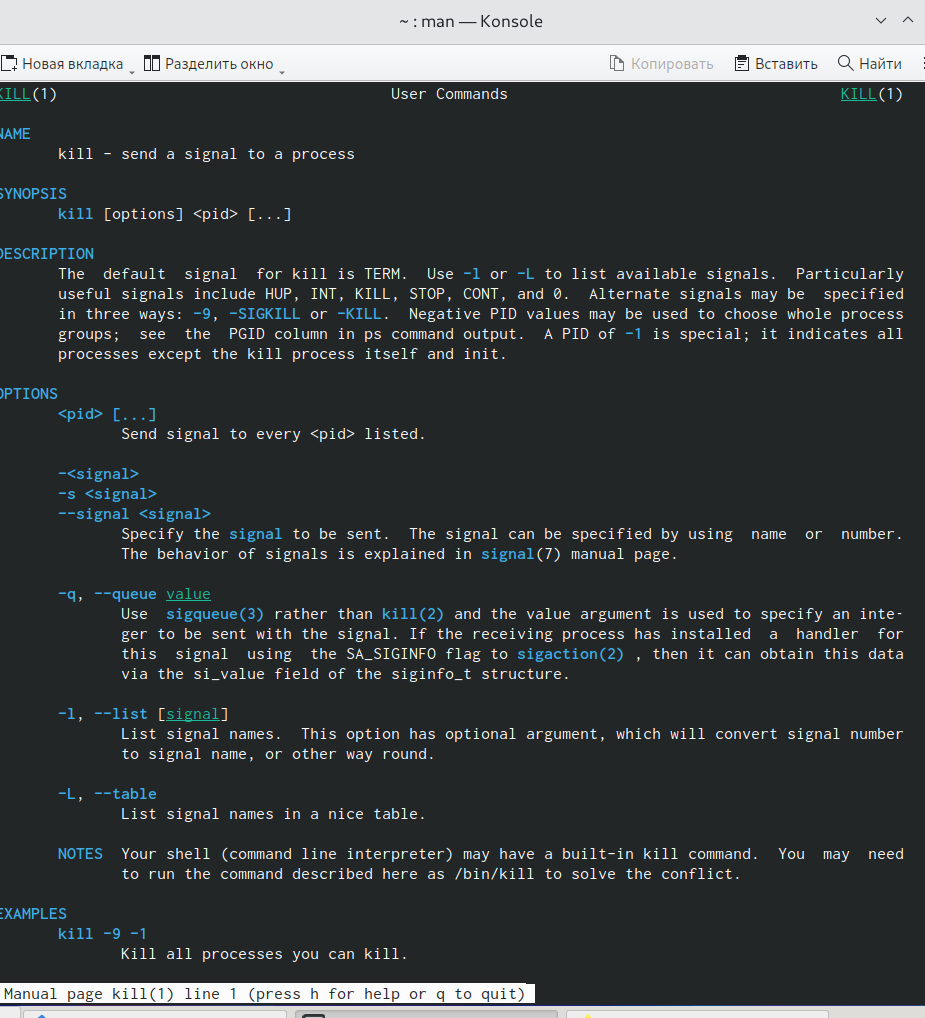 ~ : man — Konsole
Новая вкладка Разделить окно Копировать Вставить Найти
KILL(1) User Commands KILL(1)
NAME
kill - send a signal to a process
SYNOPSIS
kill [options] <pid> [...]
DESCRIPTION
The default signal for kill is TERM. Use -l or -L to list available signals. Particularly
useful signals include HUP, INT, KILL, STOP, CONT, and 0. Alternate signals may be specified
in three ways: -9, -SIGKILL or -KILL. Negative PID values may be used to choose whole process
groups; see the PGID column in ps command output. A PID of -1 is special; it indicates all
processes except the kill process itself and init.
OPTIONS
<pid> [...]
Send signal to every <pid> listed.
-<signal>
-s <signal>
--signal <signal>
Specify the signal to be sent. The signal can be specified by using name or number.
The behavior of signals is explained in signal(7) manual page.
-q, --queue value
Use sigqueue(3) rather than kill(2) and the value argument is used to specify an inte-
ger to be sent with the signal. If the receiving process has installed a handler for
this signal using the SA_SIGINFO flag to sigaction(2) , then it can obtain this data
via the si_value field of the siginfo_t structure.
-l, --list [signal]
List signal names. This option has optional argument, which will convert signal number
to signal name, or other way round.
-L, --table
List signal names in a nice table.
NOTES Your shell (command line interpreter) may have a built-in kill command. You may need
to run the command described here as /bin/kill to solve the conflict.
EXAMPLES
kill -9 -1
Kill all processes you can kill.
Manual page kill(1) line 1 (press h for help or q to quit)